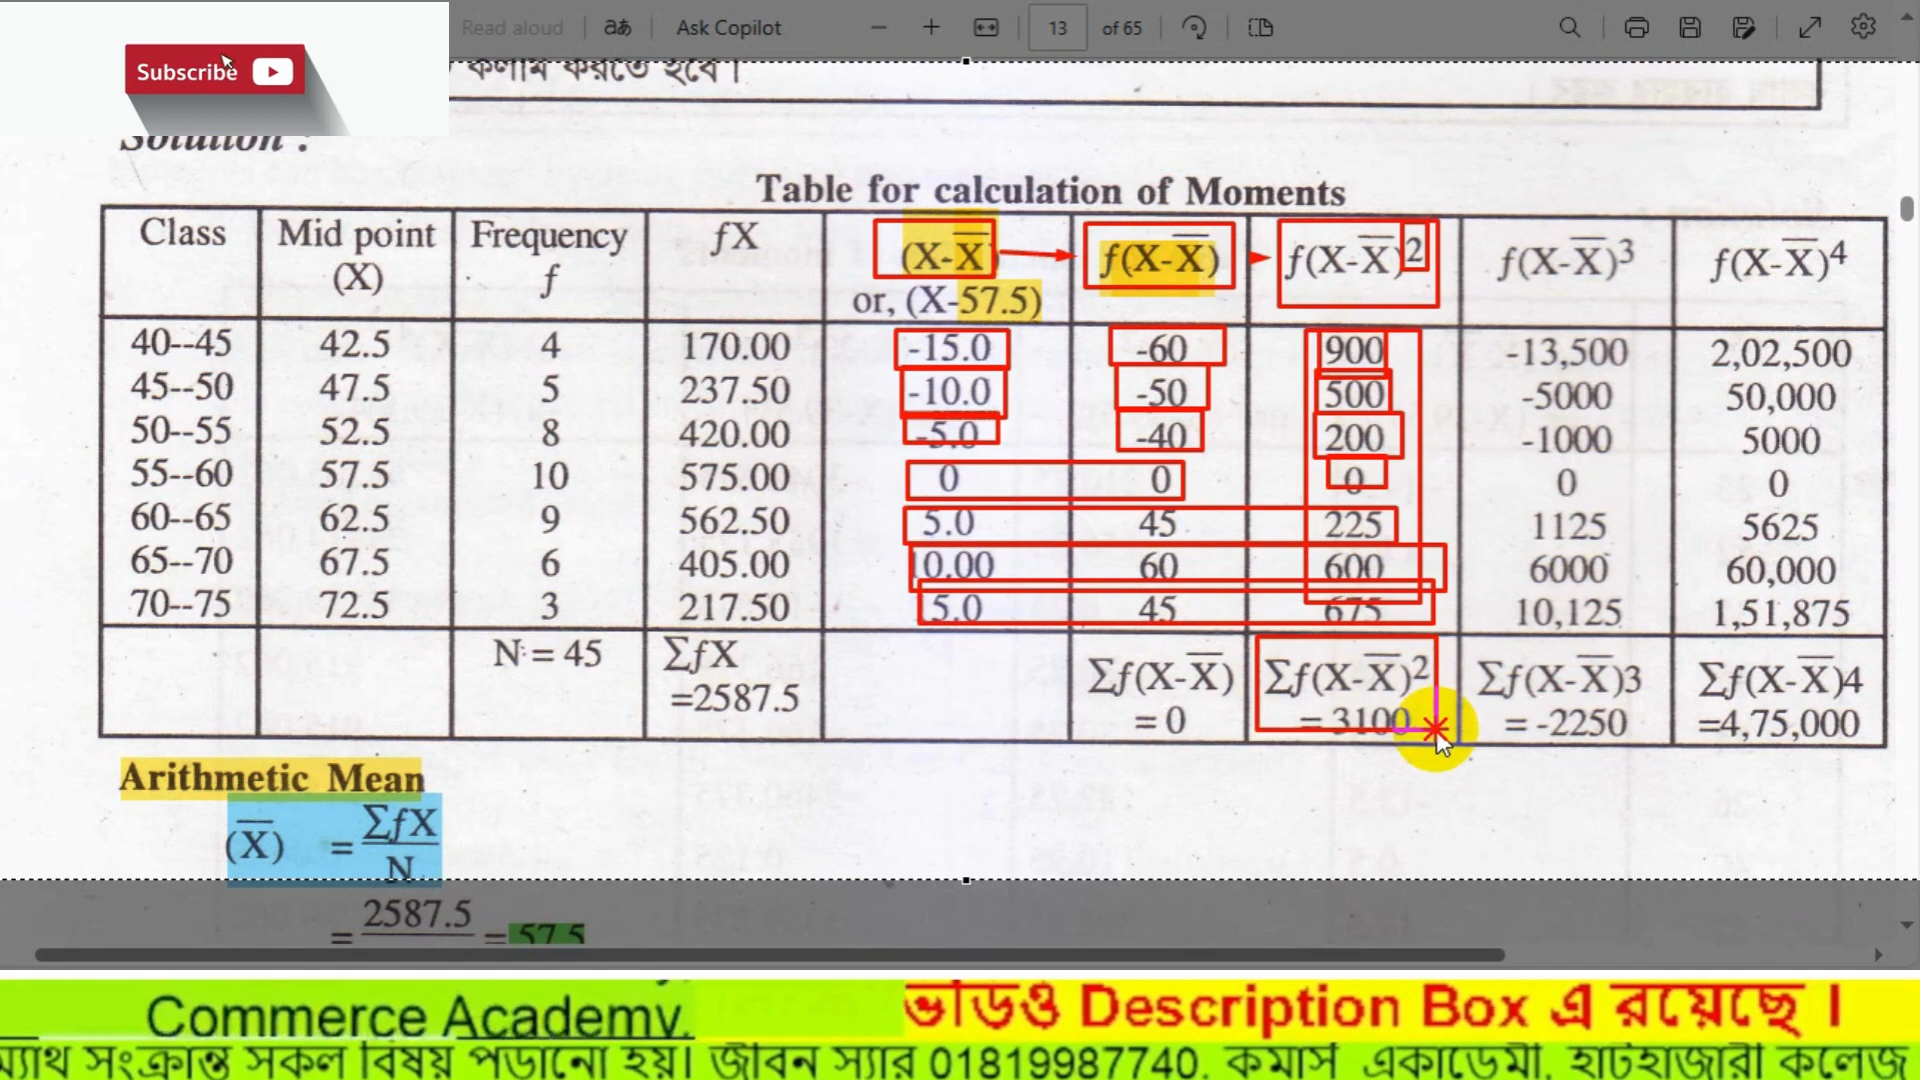 Read aloud
Ask Copilot
13 of 65
Subscribe
কলাম করতে হবে।
Solution :
Table for calculation of Moments
Class Mid point (X) Frequency f fX (X-X̅) or, (X-57.5) f(X-X̅) f(X-X̅)2 f(X-X̅)3 f(X-X̅)4
40--45 42.5 4 170.00 -15.0 -60 900 -13,500 2,02,500
45--50 47.5 5 237.50 -10.0 -50 500 -5000 50,000
50--55 52.5 8 420.00 -5.0 -40 200 -1000 5000
55--60 57.5 10 575.00 0 0 0 0 0
60--65 62.5 9 562.50 5.0 45 225 1125 5625
65--70 67.5 6 405.00 10.00 60 600 6000 60,000
70--75 72.5 3 217.50 5.0 45 675 10,125 1,51,875
N = 45 ∑fX =2587.5 ∑f(X-X̅) = 0 ∑f(X-X̅)2 = 3100 ∑f(X-X̅)3 = -2250 ∑f(X-X̅)4 =4,75,000
Arithmetic Mean
(X̅) = ∑fX / N
= 2587.5 = 57.5
Commerce Academy.
Description Box এ রয়েছে।
সংক্রান্ত সকল বিষয় পড়ানো হয়। জীবন স্যার 01819987740. কমার্স একাডেমী. হাটহাজারী কলেজ